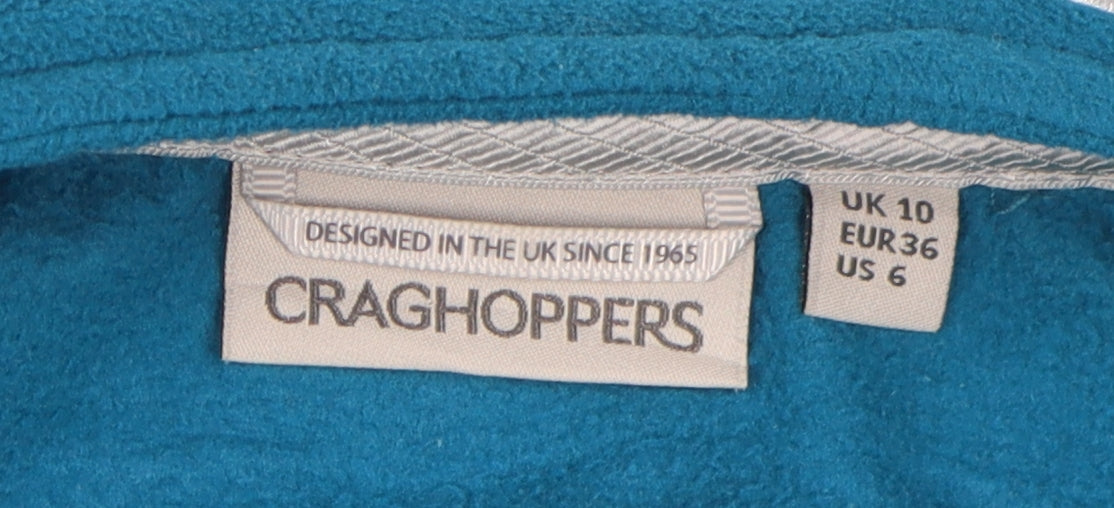 DESIGNED IN THE UK SINCE 1965
CRAGHOPPERS
UK 10
EUR 36
US 6